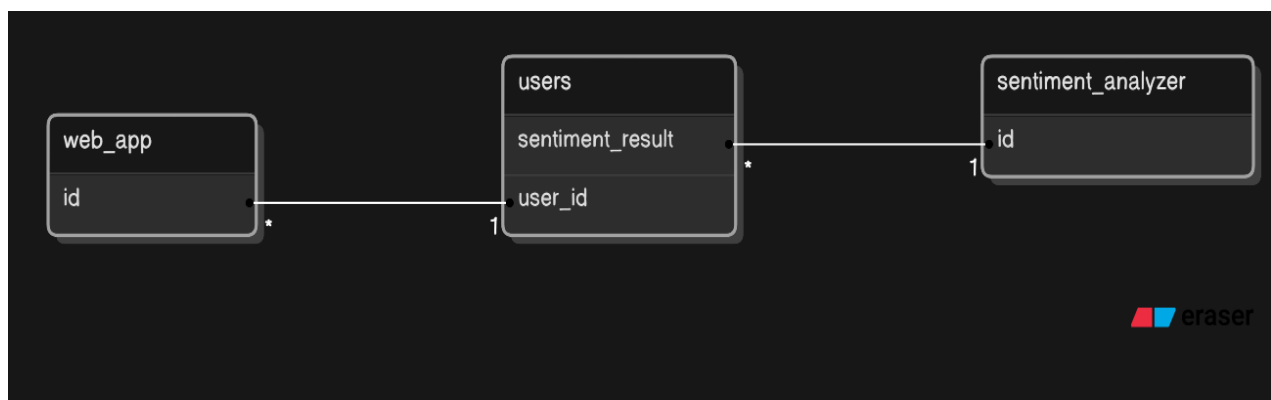 web_app
id
*
users
sentiment_result
*
user_id
1
sentiment_analyzer
id
1
eraser